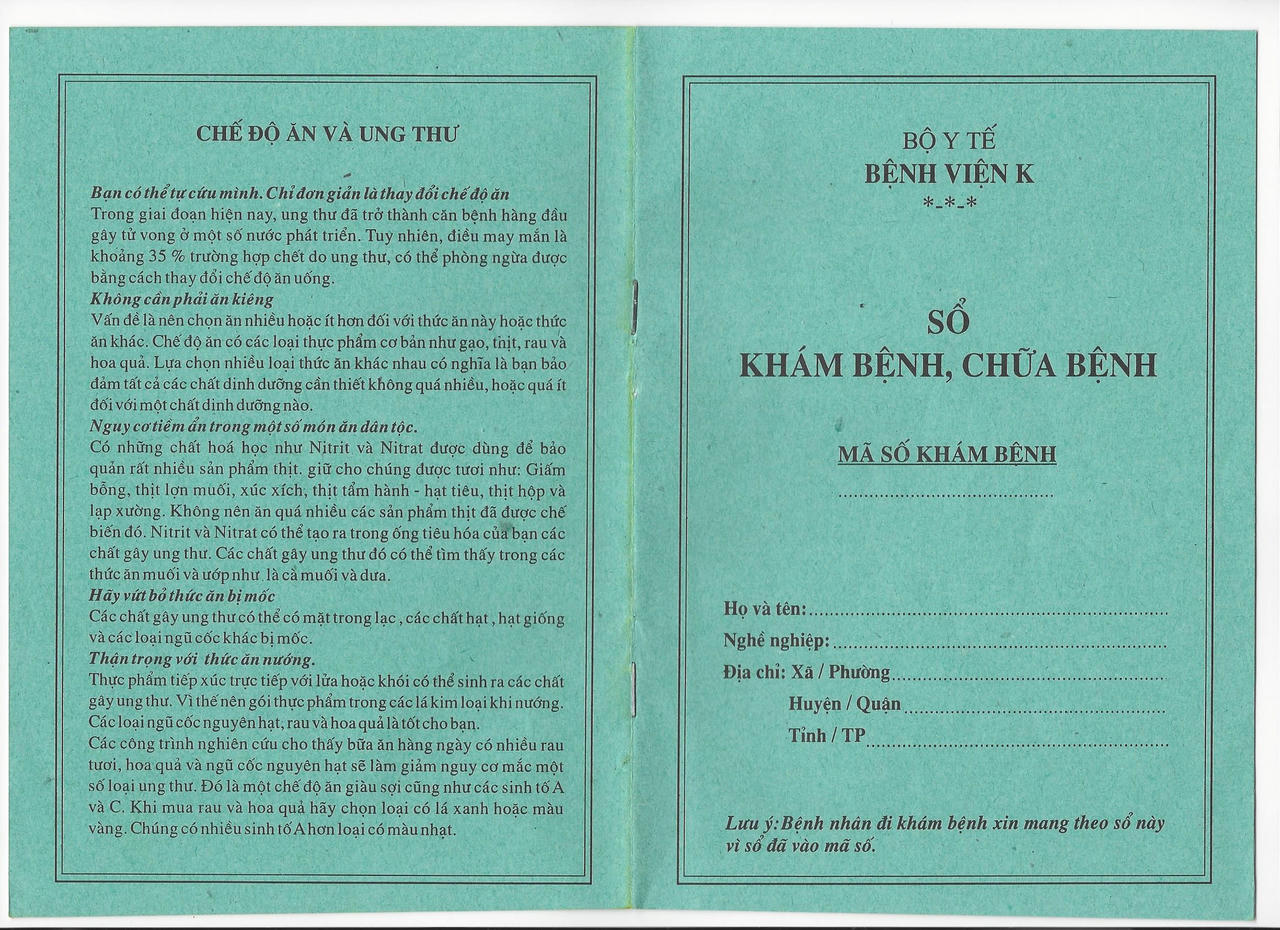 CHẾ ĐỘ ĂN VÀ UNG THƯ
Bạn có thể tự cứu mình. Chỉ đơn giản là thay đổi chế độ ăn
Trong giai đoạn hiện nay, ung thư đã trở thành căn bệnh hàng đầu
gây tử vong ở một số nước phát triển. Tuy nhiên, điều may mắn là
khoảng 35 % trường hợp chết do ung thư, có thể phòng ngừa được
bằng cách thay đổi chế độ ăn uống.
Không cần phải ăn kiêng
Vấn đề là nên chọn ăn nhiều hoặc ít hơn đối với thức ăn này hoặc thức
ăn khác. Chế độ ăn có các loại thực phẩm cơ bản như gạo, thịt, rau và
hoa quả. Lựa chọn nhiều loại thức ăn khác nhau có nghĩa là bạn bảo
đảm tất cả các chất dinh dưỡng cần thiết không quá nhiều, hoặc quá ít
đối với một chất dinh dưỡng nào.
Nguy cơ tiềm ẩn trong một số món ăn dân tộc.
Có những chất hoá học như Nitrit và Nitrat được dùng để bảo
quản rất nhiều sản phẩm thịt. giữ cho chúng được tươi như: Giấm
bỗng, thịt lợn muối, xúc xích, thịt tẩm hành - hạt tiêu, thịt hộp và
lạp xường. Không nên ăn quá nhiều các sản phẩm thịt đã được chế
biến đó. Nitrit và Nitrat có thể tạo ra trong ống tiêu hóa của bạn các
chất gây ung thư. Các chất gây ung thư đó có thể tìm thấy trong các
thức ăn muối và ướp như là cà muối và dưa.
Hãy vứt bỏ thức ăn bị mốc
Các chất gây ung thư có thể có mặt trong lạc , các chất hạt , hạt giống
và các loại ngũ cốc khác bị mốc.
Thận trọng với thức ăn nướng.
Thực phẩm tiếp xúc trực tiếp với lửa hoặc khói có thể sinh ra các chất
gây ung thư. Vì thế nên gói thực phẩm trong các lá kim loại khi nướng.
Các loại ngũ cốc nguyên hạt, rau và hoa quả là tốt cho bạn.
Các công trình nghiên cứu cho thấy bữa ăn hàng ngày có nhiều rau
tươi, hoa quả và ngũ cốc nguyên hạt sẽ làm giảm nguy cơ mắc một
số loại ung thư. Đó là một chế độ ăn giàu sợi cũng như các sinh tố A
và C. Khi mua rau và hoa quả hãy chọn loại có lá xanh hoặc màu
vàng. Chúng có nhiều sinh tố A hơn loại có màu nhạt.
BỘ Y TẾ
BỆNH VIỆN K
*-*-*
SỔ
KHÁM BỆNH, CHỮA BỆNH
MÃ SỐ KHÁM BỆNH
Họ và tên:
Nghề nghiệp:
Địa chỉ: Xã / Phường
Huyện / Quận
Tỉnh / TP
Lưu ý: Bệnh nhân đi khám bệnh xin mang theo sổ này
vì sổ đã vào mã số.